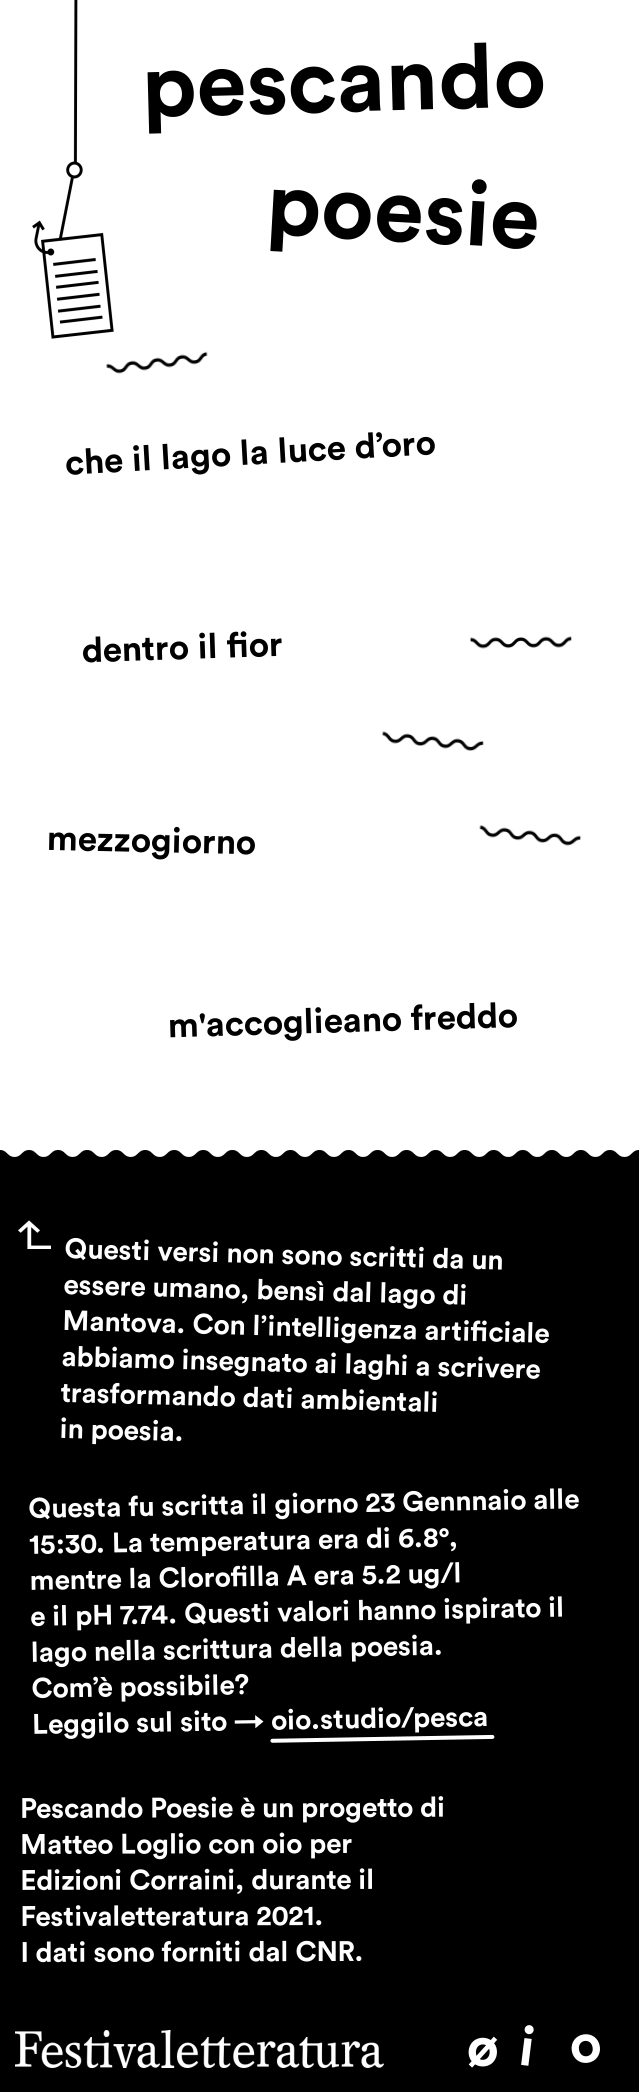 pescando
poesie
che il lago la luce d’oro
dentro il fior
mezzogiorno
m'accoglieano freddo
Questi versi non sono scritti da un
essere umano, bensì dal lago di
Mantova. Con l’intelligenza artificiale
abbiamo insegnato ai laghi a scrivere
trasformando dati ambientali
in poesia.
Questa fu scritta il giorno 23 Gennnaio alle
15:30. La temperatura era di 6.8°,
mentre la Clorofilla A era 5.2 ug/l
e il pH 7.74. Questi valori hanno ispirato il
lago nella scrittura della poesia.
Com’è possibile?
Leggilo sul sito → oio.studio/pesca
Pescando Poesie è un progetto di
Matteo Loglio con oio per
Edizioni Corraini, durante il
Festivaletteratura 2021.
I dati sono forniti dal CNR.
Festivaletteratura ø i o